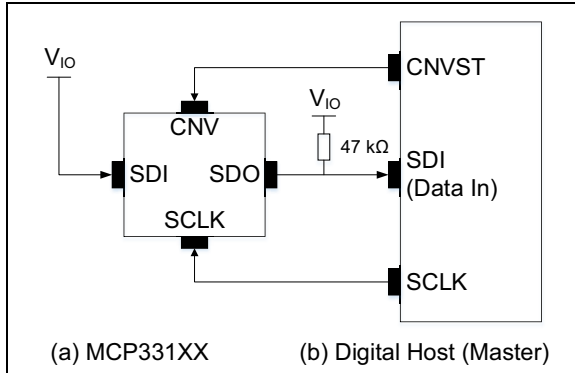 V_IO
CNVST
V_IO
CNV
47 kΩ
SDI
SDO
SDI
(Data In)
SCLK
SCLK
(a) MCP331XX
(b) Digital Host (Master)